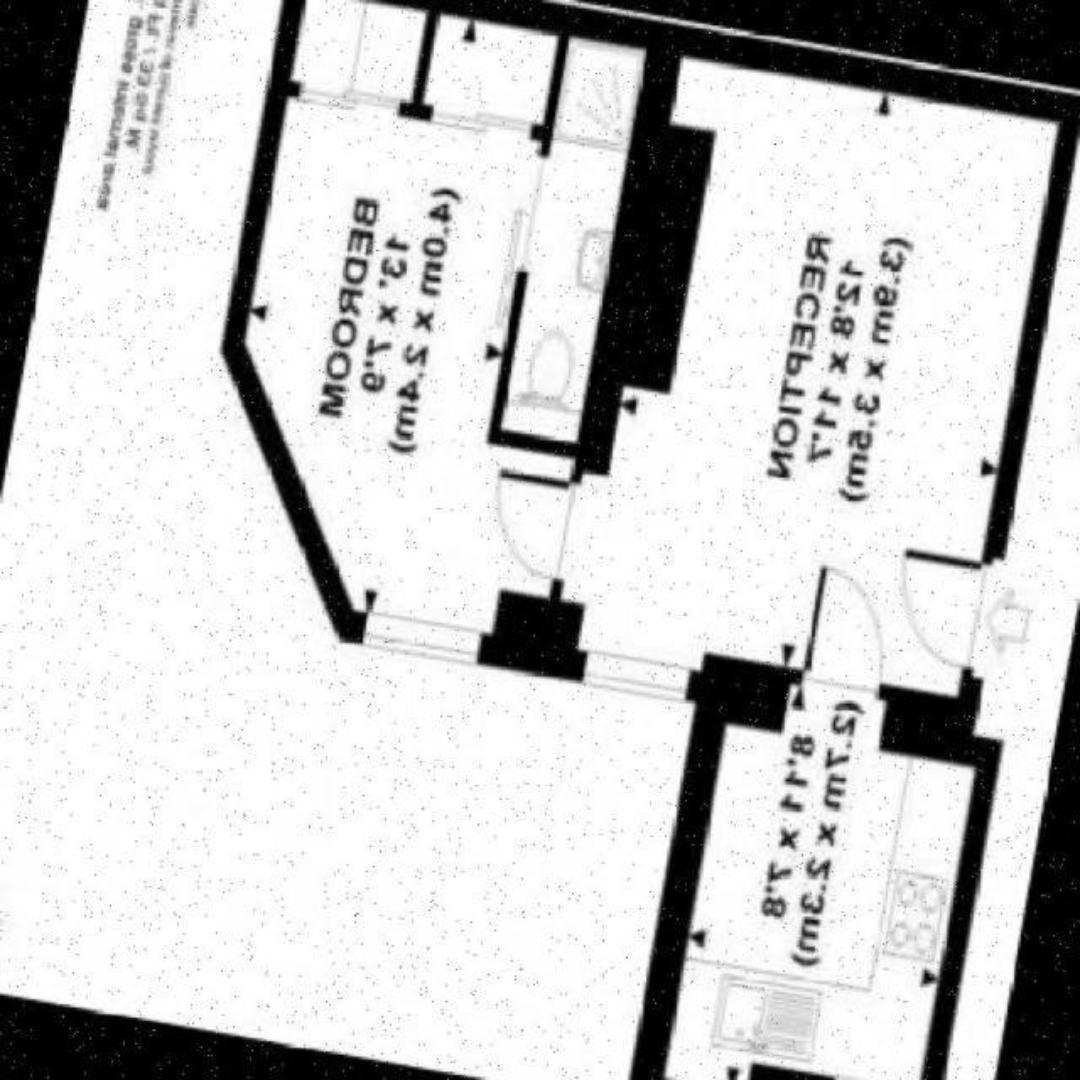 BEDROOM
13' x 7'9
(4.0m x 2.4m)
RECEPTION
12'8 x 11'7
(3.9m x 3.5m)
8'11 x 7'8
(2.7m x 2.3m)